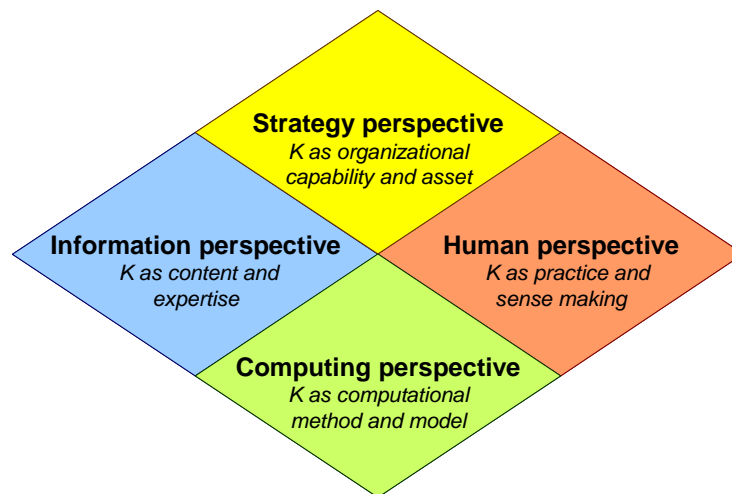 Strategy perspective
K as organizational
capability and asset
Information perspective
K as content and
expertise
Human perspective
K as practice and
sense making
Computing perspective
K as computational
method and model